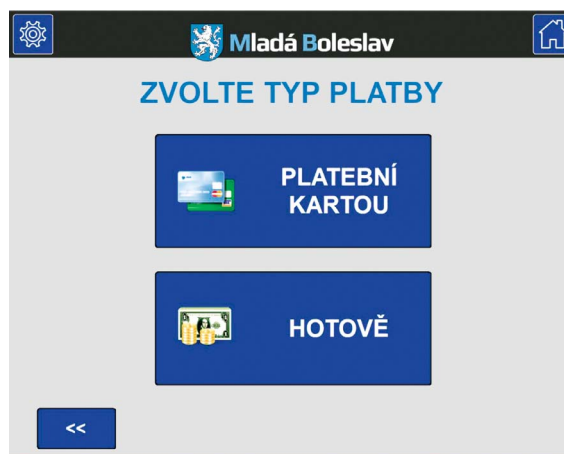 Mladá Boleslav
ZVOLTE TYP PLATBY
PLATEBNÍ
KARTOU
HOTOVĚ
<<